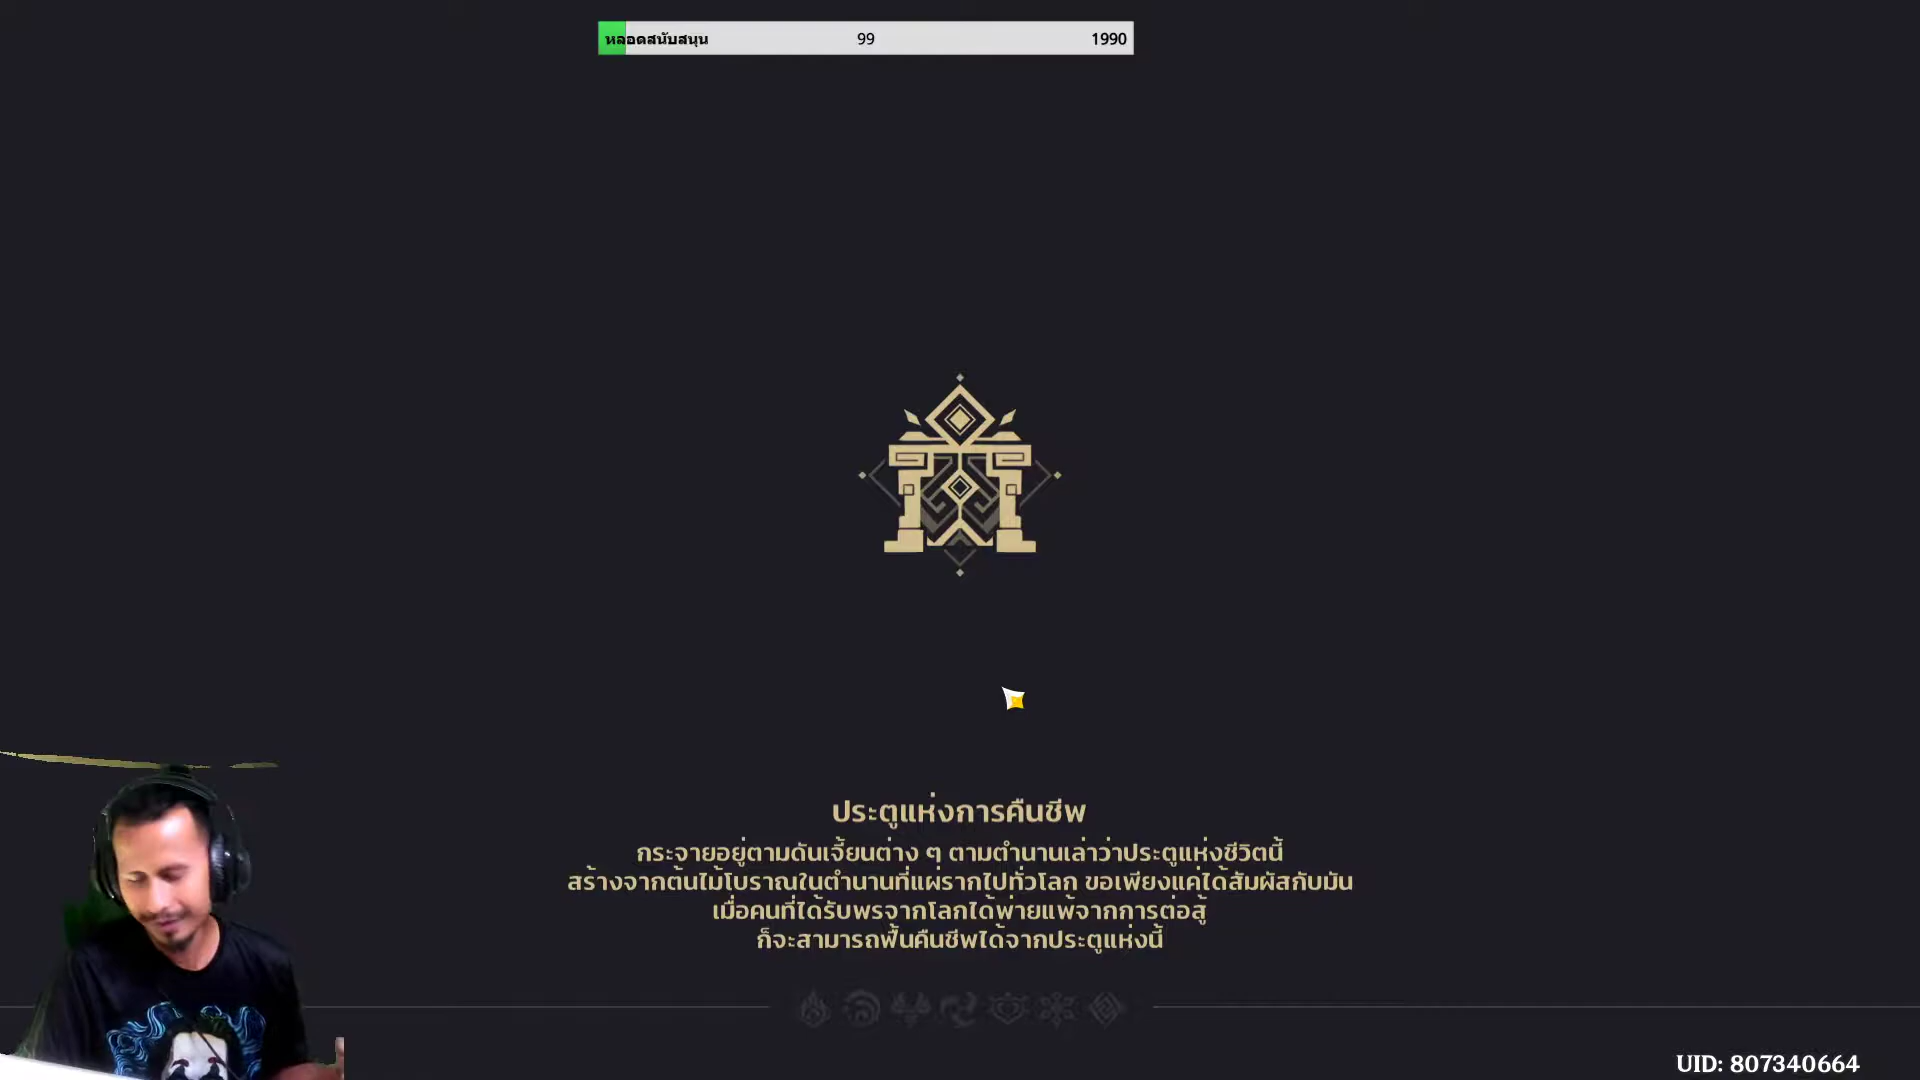 หลอดสนับสนุน 99 1990
ประตูแห่งการคืนชีพ
กระจายอยู่ตามดันเจี้ยนต่าง ๆ ตามตำนานเล่าว่าประตูแห่งชีวิตนี้
สร้างจากต้นไม้โบราณในตำนานที่แผ่รากไปทั่วโลก ขอเพียงแค่ได้สัมผัสกับมัน
เมื่อคนที่ได้รับพรจากโลกได้พ่ายแพ้จากการต่อสู้
ก็จะสามารถฟื้นคืนชีพได้จากประตูแห่งนี้
UID: 807340664